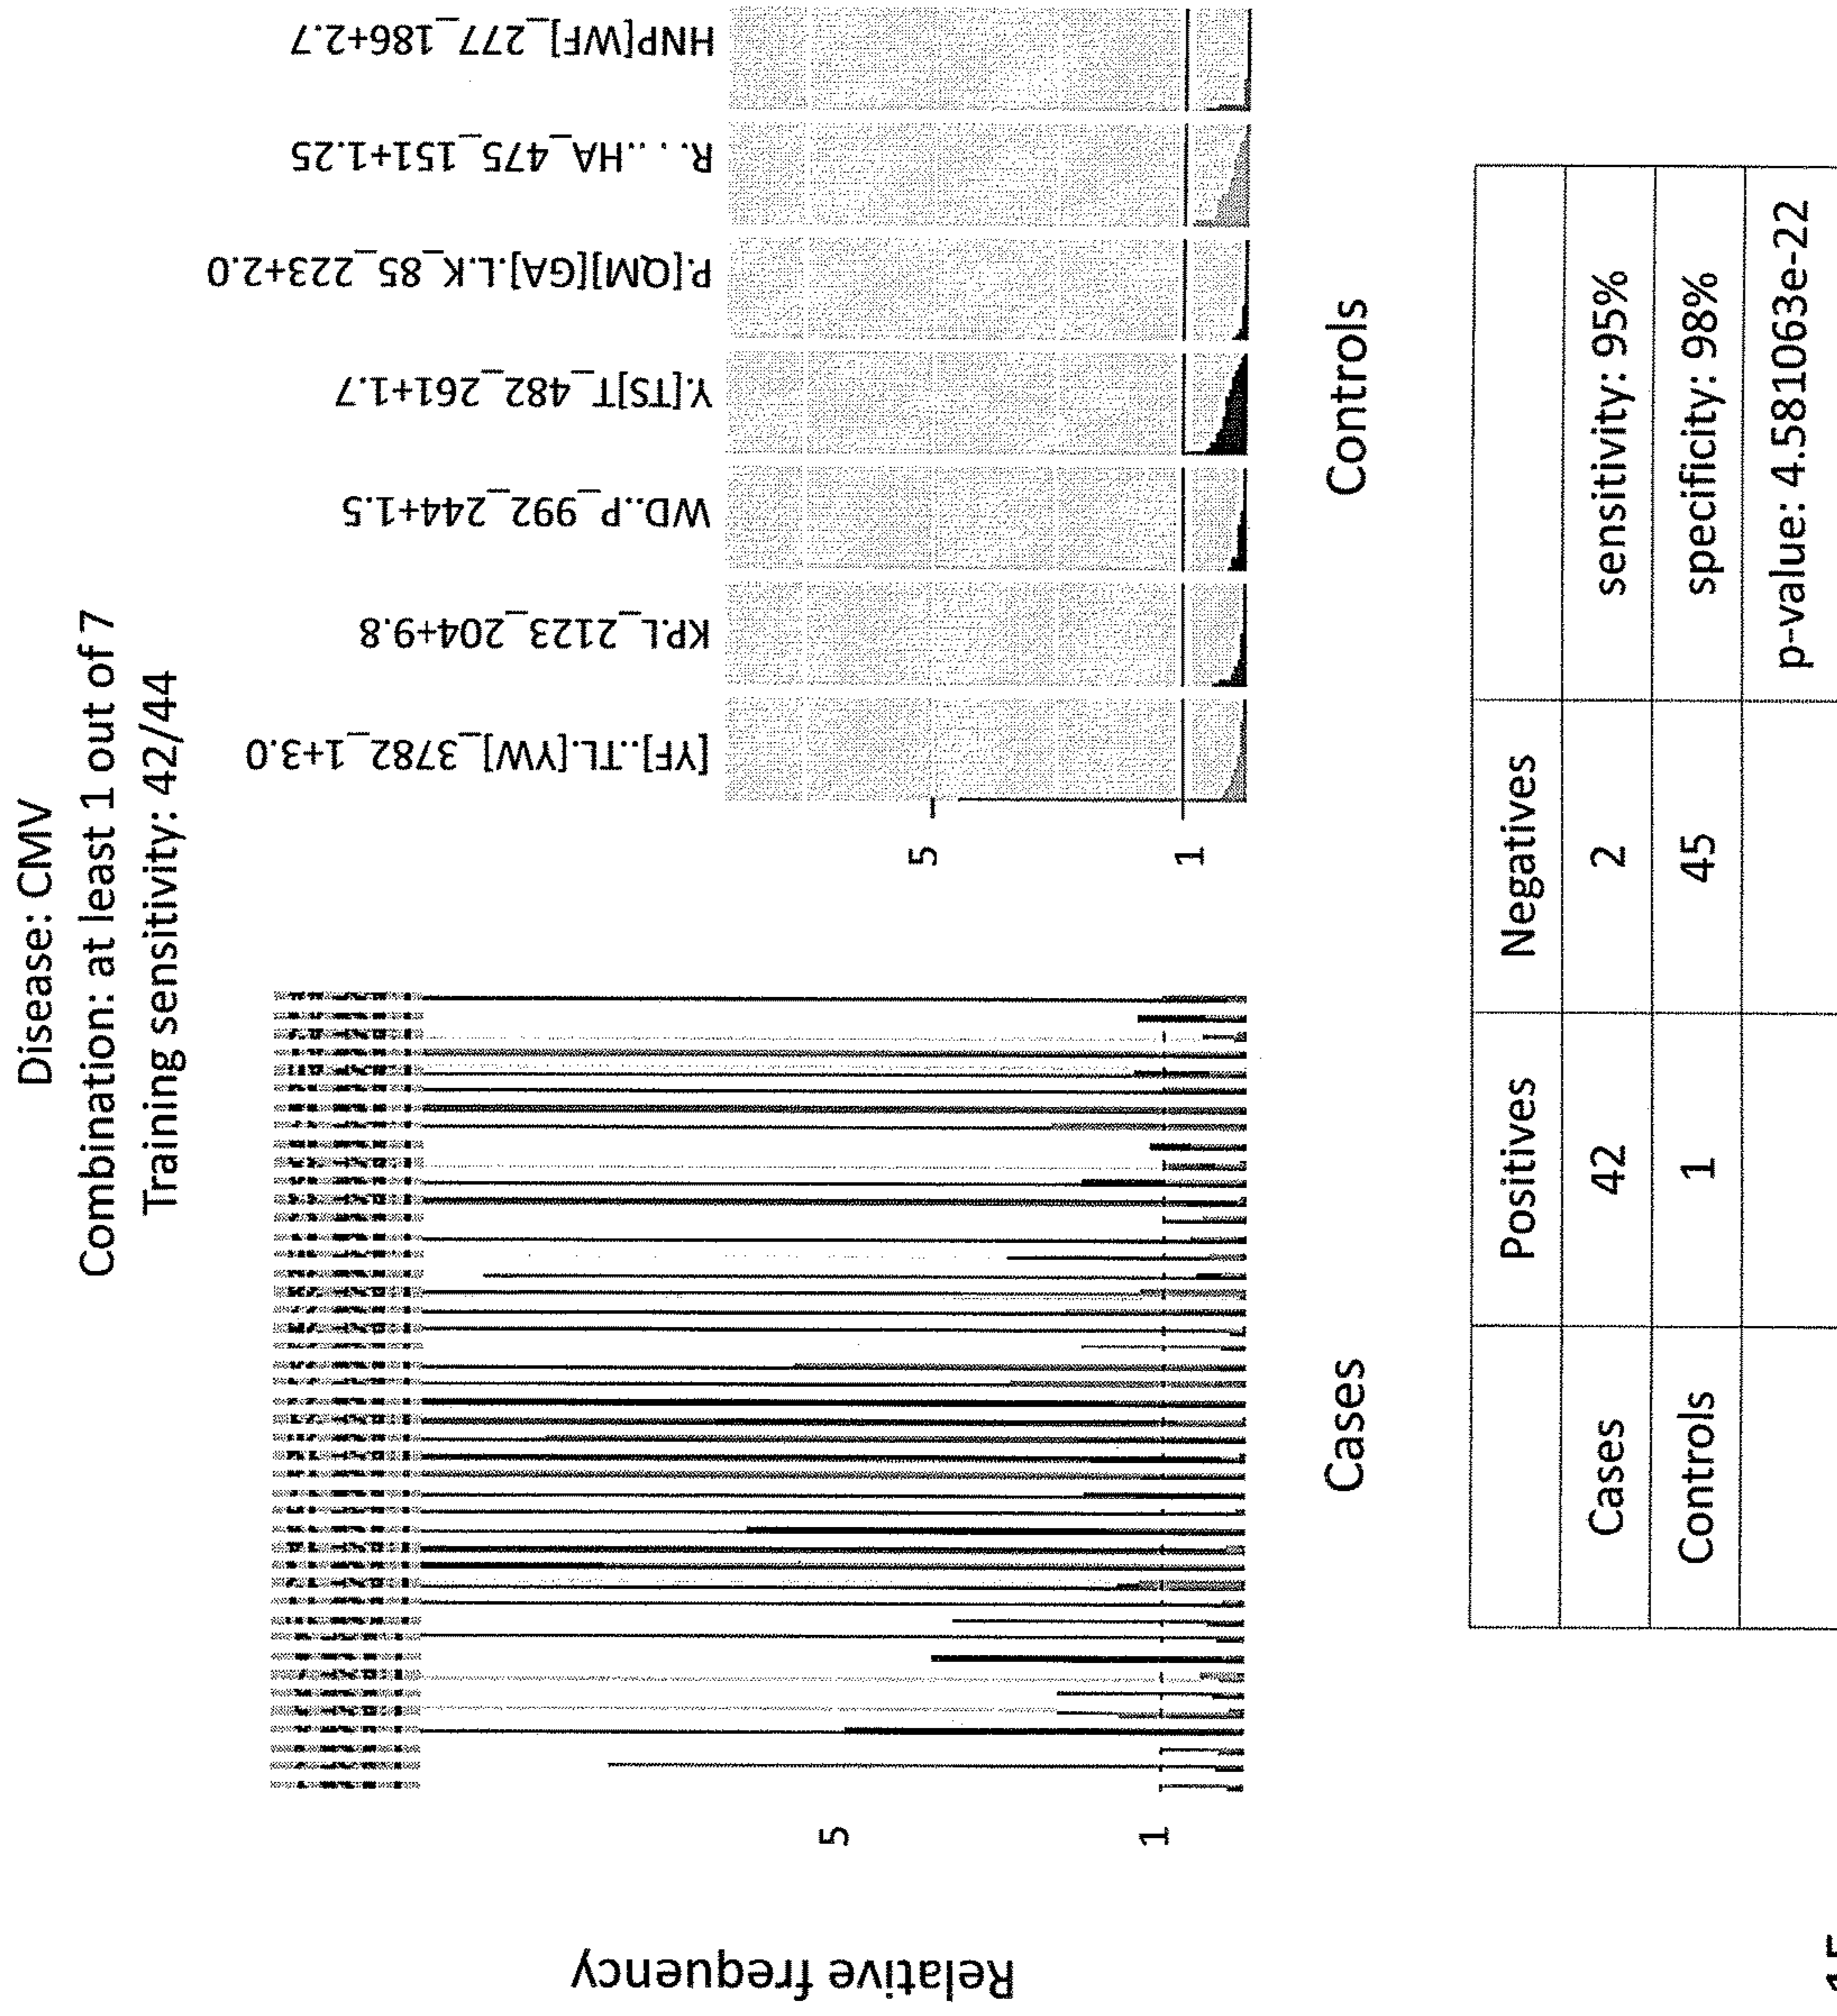 Disease: CMV
Combination: at least 1 out of 7
Training sensitivity: 42/44
Relative frequency
5
1
Cases
[YF]..TL.[YW]_3782_1+3.0
KP.L_2123_204+9.8
WD..P_992_244+1.5
Y.[TS]T_482_261+1.7
P.[QM][GA].L.K_85_223+2.0
R. . ..HA_475_151+1.25
HNP[WF]_277_186+2.7
5
1
Controls
Positives Negatives
Cases 42 2 sensitivity: 95%
Controls 1 45 specificity: 98%
p-value: 4.581063e-22